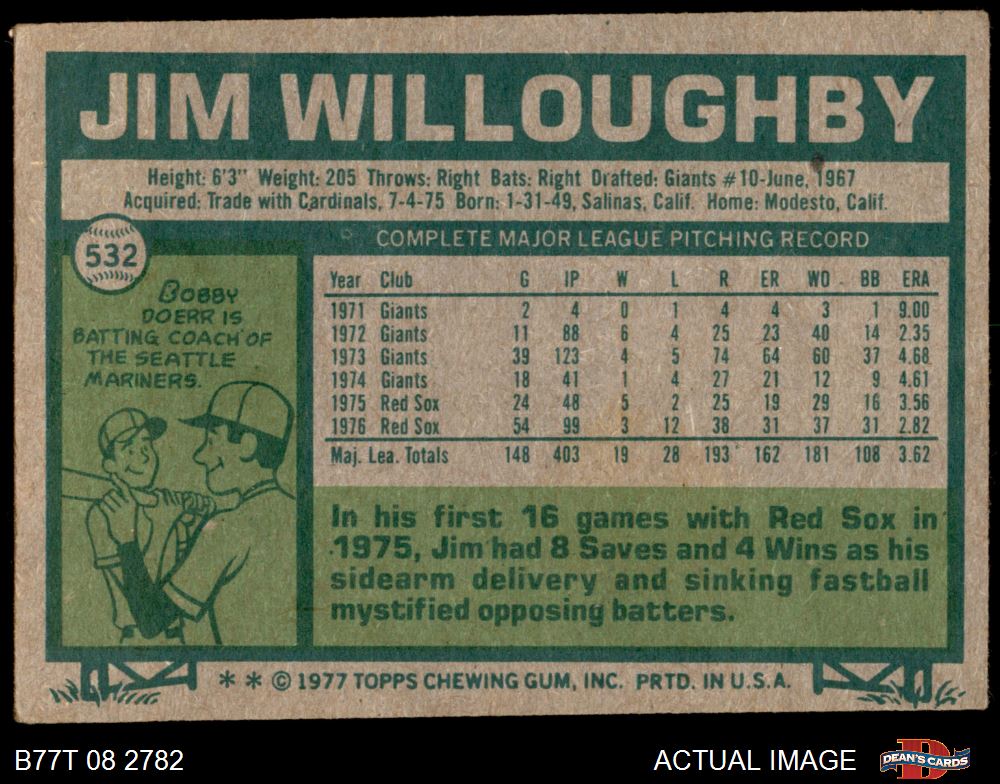 JIM WILLOUGHBY
Height: 6'3" Weight: 205 Throws: Right Bats: Right Drafted: Giants #10-June, 1967
Acquired: Trade with Cardinals, 7-4-75 Born: 1-31-49, Salinas, Calif. Home: Modesto, Calif.
532
BOBBY
DOERR IS
BATTING COACH OF
THE SEATTLE
MARINERS.
COMPLETE MAJOR LEAGUE PITCHING RECORD
Year Club G IP W L R ER WO BB ERA
1971 Giants 2 4 0 1 4 4 3 1 9.00
1972 Giants 11 88 6 4 25 23 40 14 2.35
1973 Giants 39 123 4 5 74 64 60 37 4.68
1974 Giants 18 41 1 4 27 21 12 9 4.61
1975 Red Sox 24 48 5 2 25 19 29 16 3.56
1976 Red Sox 54 99 3 12 38 31 37 31 2.82
Maj. Lea. Totals 148 403 19 28 193 162 181 108 3.62
In his first 16 games with Red Sox in
1975, Jim had 8 Saves and 4 Wins as his
sidearm delivery and sinking fastball
mystified opposing batters.
** © 1977 TOPPS CHEWING GUM, INC. PRTD. IN U.S.A.
B77T 08 2782
ACTUAL IMAGE
D
DEAN'S CARDS